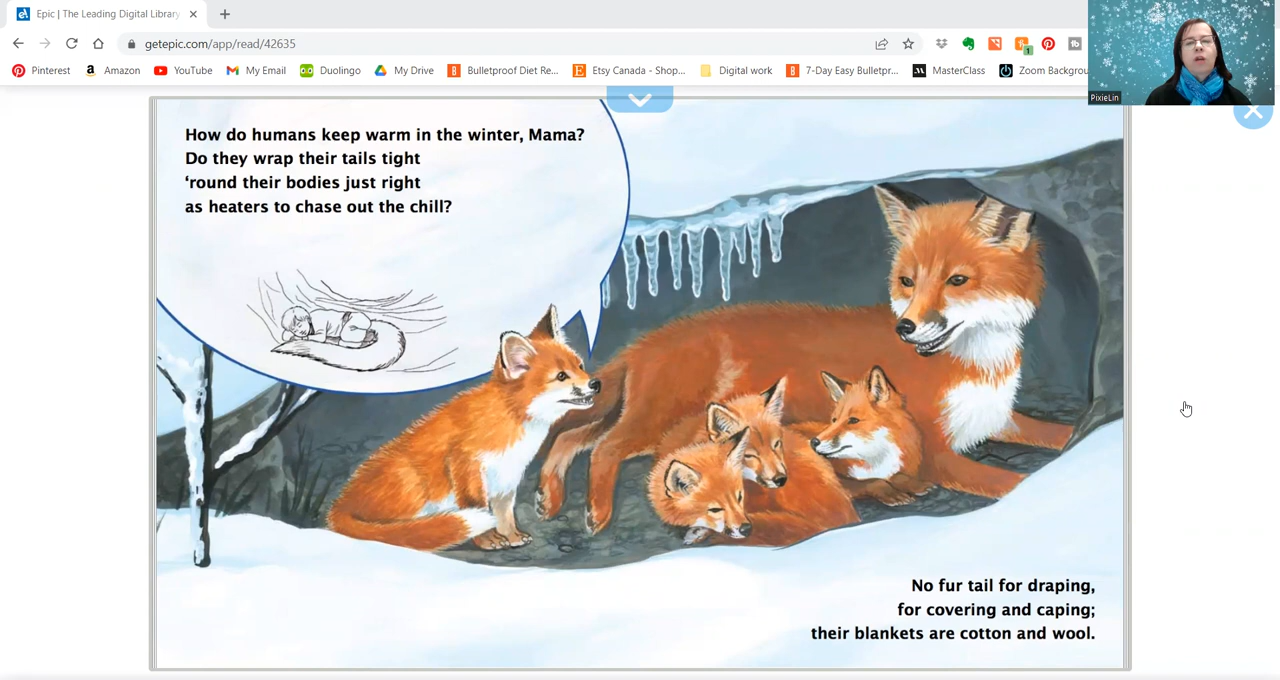 Epic | The Leading Digital Library
getepic.com/app/read/42635
Pinterest
Amazon
YouTube
My Email
Duolingo
My Drive
Bulletproof Diet Re...
Etsy Canada - Shop...
Digital work
7-Day Easy Bulletpr...
MasterClass
Zoom Backgrou
PixieLin
How do humans keep warm in the winter, Mama?
Do they wrap their tails tight
‘round their bodies just right
as heaters to chase out the chill?
No fur tail for draping,
for covering and caping;
their blankets are cotton and wool.